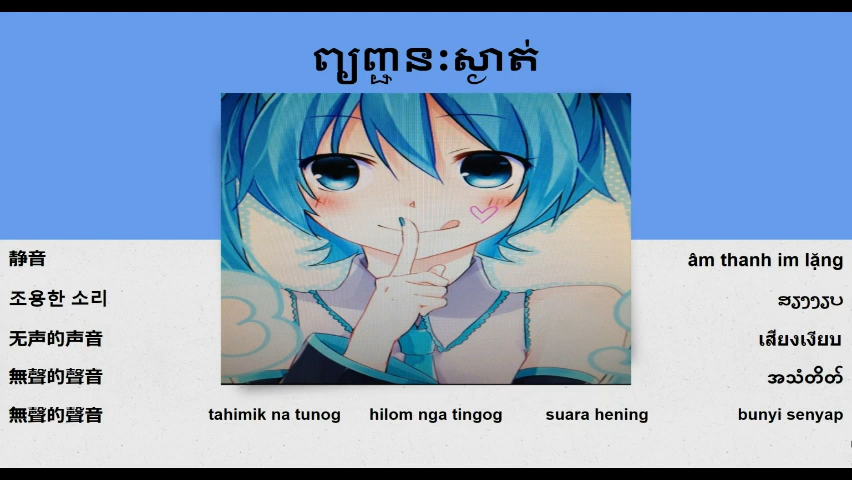 ព្យញ្ជនះស្ងាត់
静音
조용한 소리
无声的声音
無聲的聲音
無聲的聲音
tahimik na tunog
hilom nga tingog
suara hening
âm thanh im lặng
ສຽງງຽບ
เสียงเงียบ
အသံတိတ်
bunyi senyap